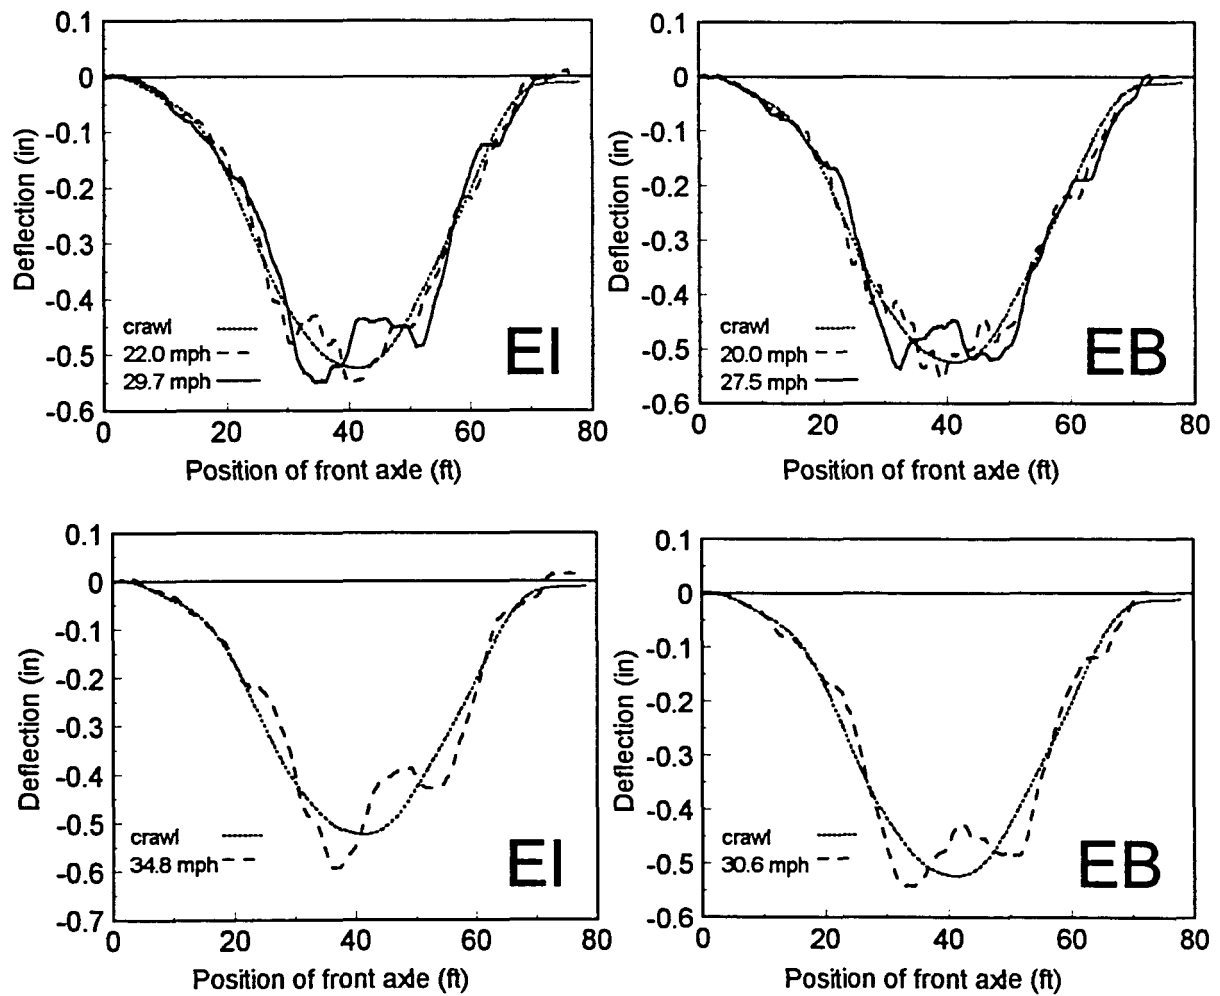 0.1
0
-0.1
-0.2
-0.3
-0.4
-0.5
-0.6
Deflection (in)
crawl
22.0 mph
29.7 mph
EI
0 20 40 60 80
Position of front axle (ft)
0.1
0
-0.1
-0.2
-0.3
-0.4
-0.5
-0.6
Deflection (in)
crawl
20.0 mph
27.5 mph
EB
0 20 40 60 80
Position of front axle (ft)
0.1
0
-0.1
-0.2
-0.3
-0.4
-0.5
-0.6
-0.7
Deflection (in)
crawl
34.8 mph
EI
0 20 40 60 80
Position of front axle (ft)
0.1
0
-0.1
-0.2
-0.3
-0.4
-0.5
-0.6
Deflection (in)
crawl
30.6 mph
EB
0 20 40 60 80
Position of front axle (ft)